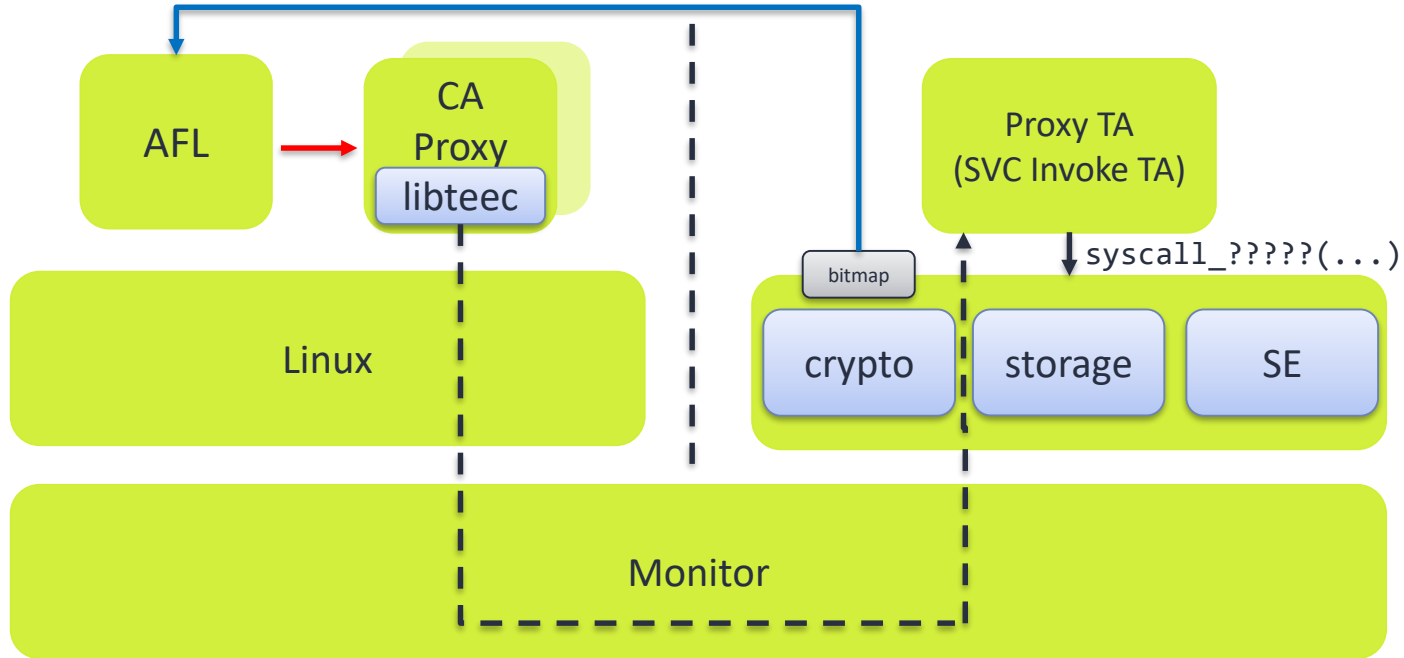 AFL
CA
Proxy
libteec
Proxy TA
(SVC Invoke TA)
syscall_?????(...)
bitmap
Linux
crypto
storage
SE
Monitor